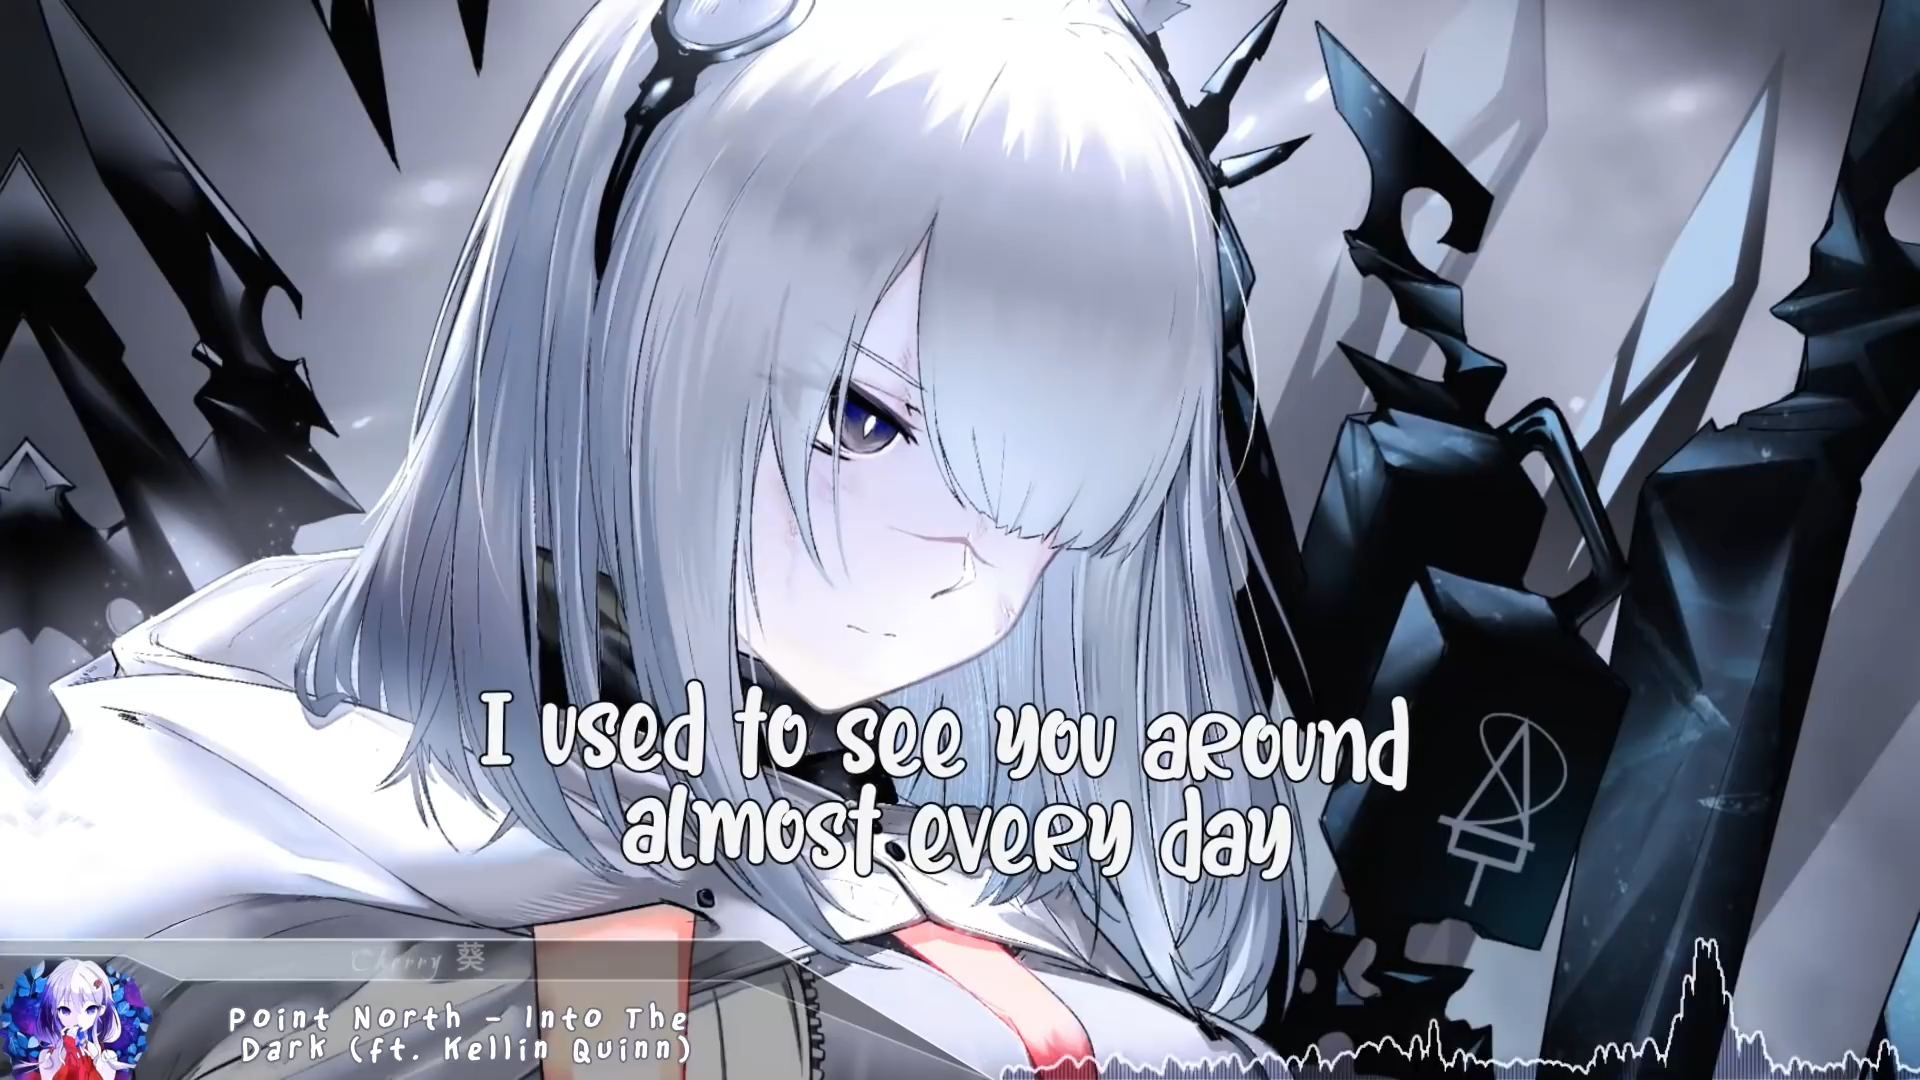 I used to see you around
almost every day
Cherry 葵
Point North - Into The
Dark (ft. Kellin Quinn)